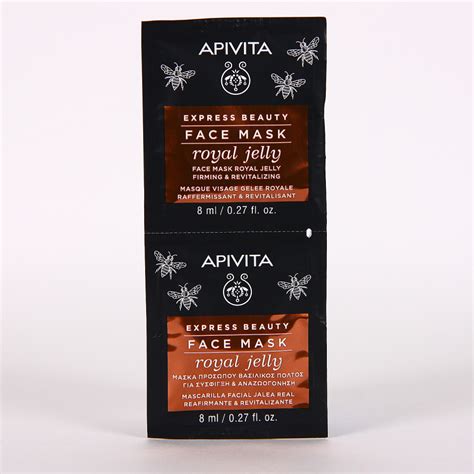 APIVITA
EXPRESS BEAUTY
FACE MASK
royal jelly
FACE MASK ROYAL JELLY
FIRMING & REVITALIZING
MASQUE VISAGE GELEE ROYALE
RAFFERMISSANT & REVITALISANT
8 ml / 0.27 fl. oz.
APIVITA
EXPRESS BEAUTY
FACE MASK
royal jelly
ΜΑΣΚΑ ΠΡΟΣΩΠΟΥ ΒΑΣΙΛΙΚΟΣ ΠΟΛΤΟΣ
ΓΙΑ ΣΥΣΦΙΓΞΗ & ΑΝΑΖΩΟΓΟΝΗΣΗ
MASCARILLA FACIAL JALEA REAL
REAFIRMANTE & REVITALIZANTE
8 ml / 0.27 fl. oz.